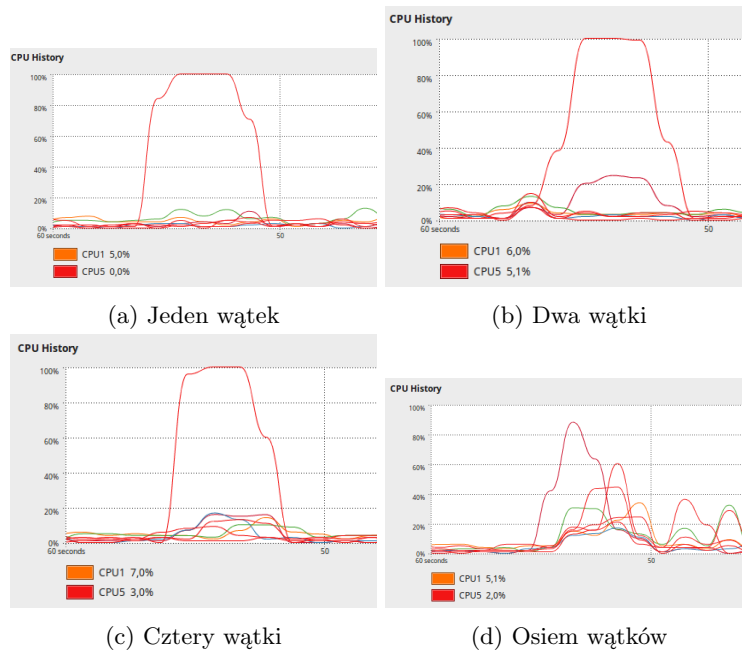 CPU History
100%
80%
60%
40%
20%
0%
60 seconds
50
CPU1 5,0%
CPU5 0,0%
(a) Jeden wątek
CPU History
100%
80%
60%
40%
20%
0%
60 seconds
50
CPU1 6,0%
CPU5 5,1%
(b) Dwa wątki
CPU History
100%
80%
60%
40%
20%
0%
60 seconds
50
CPU1 7,0%
CPU5 3,0%
(c) Cztery wątki
CPU History
100%
80%
60%
40%
20%
0%
60 seconds
50
CPU1 5,1%
CPU5 2,0%
(d) Osiem wątków